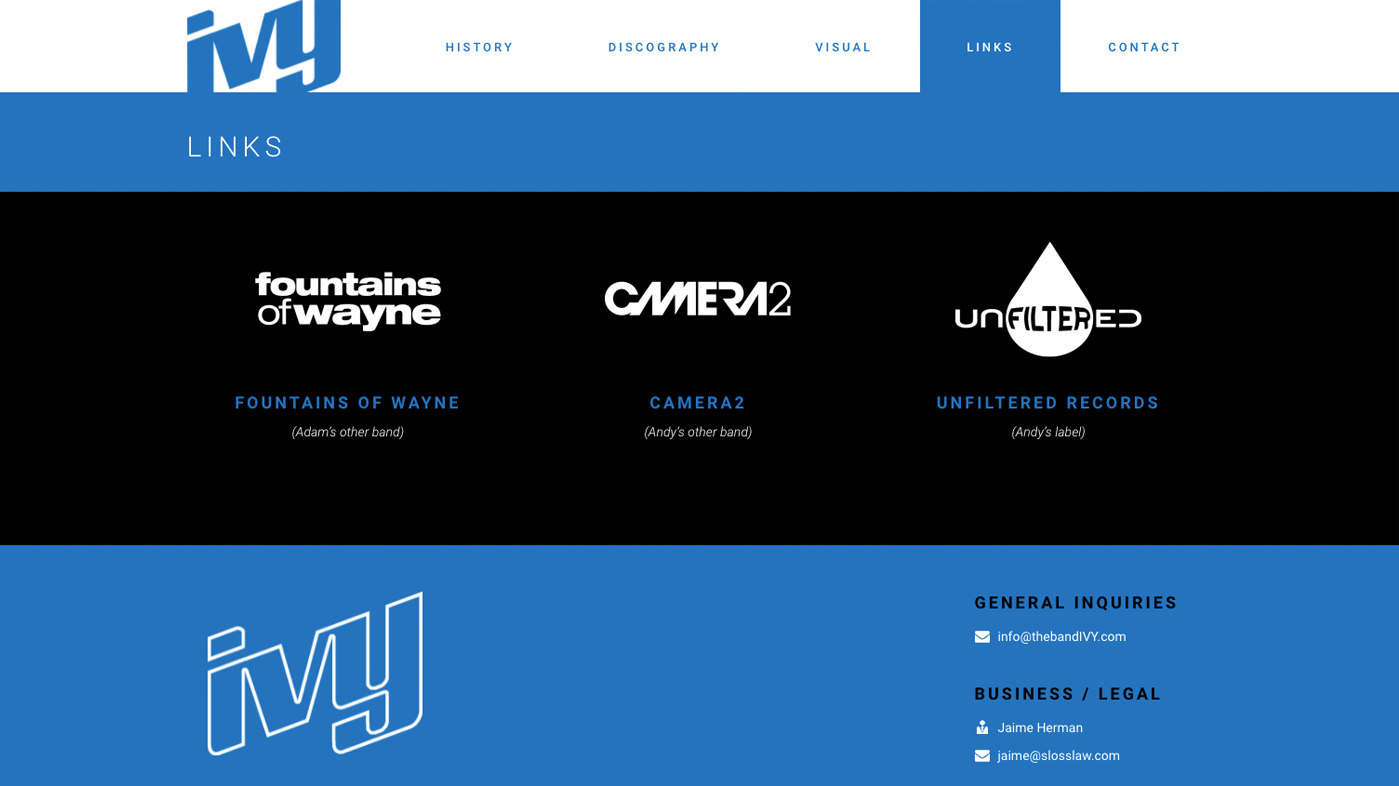 ivy
HISTORY
DISCOGRAPHY
VISUAL
LINKS
CONTACT
LINKS
fountains
of wayne
CAMERA2
UNFILTERED
FOUNTAINS OF WAYNE
CAMERA2
UNFILTERED RECORDS
(Adam's other band)
(Andy's other band)
(Andy's label)
ivy
GENERAL INQUIRIES
info@thebandIVY.com
BUSINESS / LEGAL
Jaime Herman
jaime@slosslaw.com